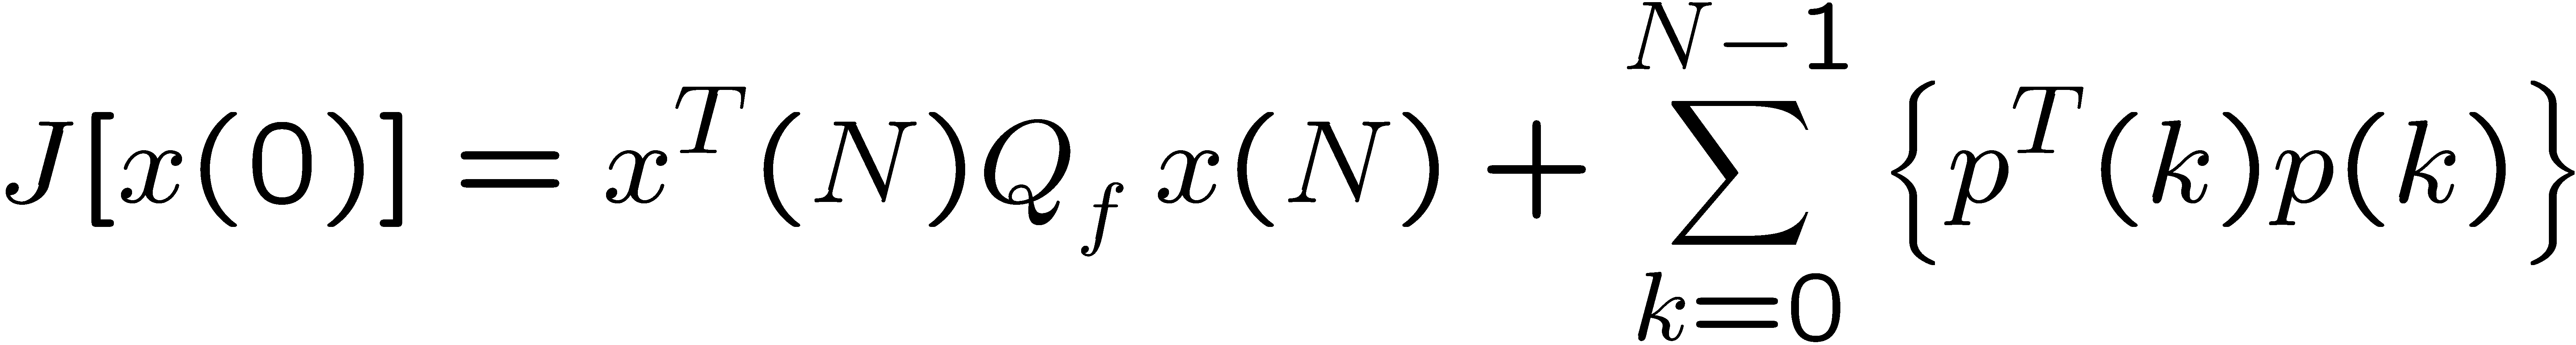 J[x(0)] = x^T(N)Q_f x(N) + \sum_{k=0}^{N-1} \{p^T(k)p(k)\}